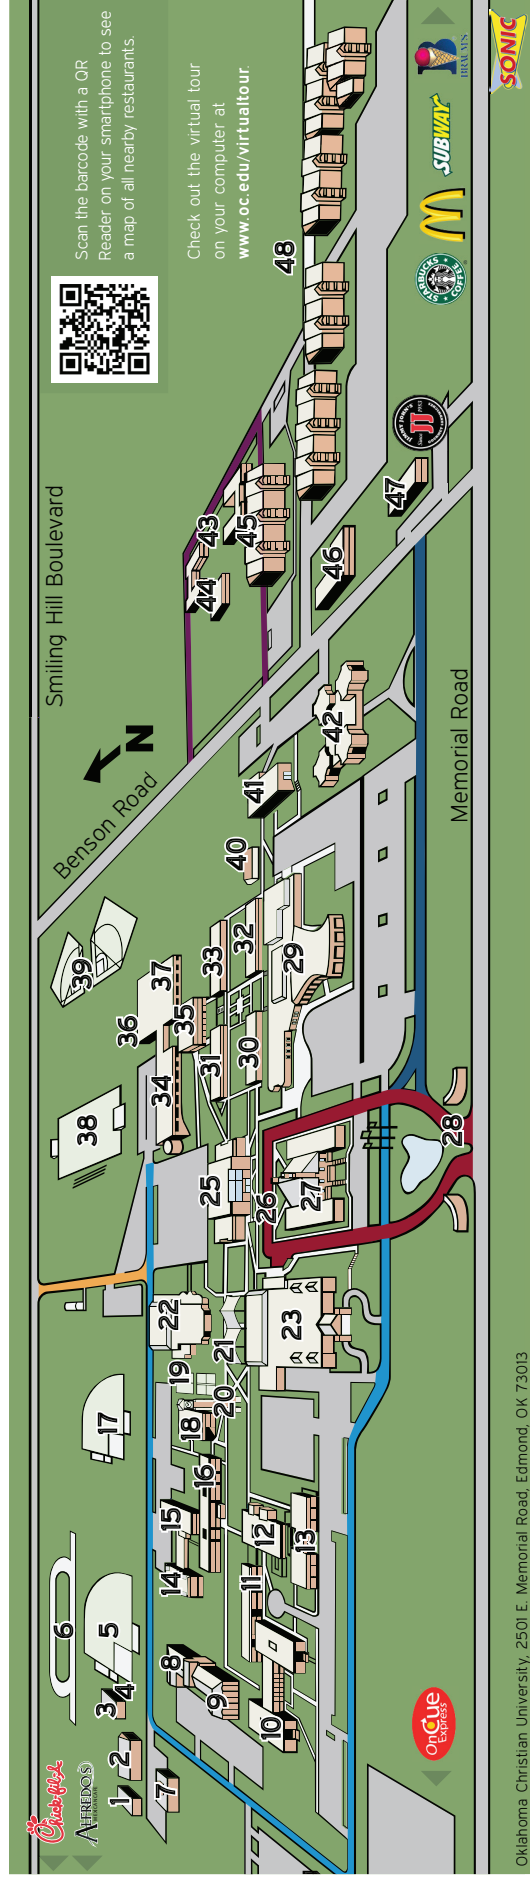 Scan the barcode with a QR
Reader on your smartphone to see
a map of all nearby restaurants.
Check out the virtual tour
on your computer at
www.oc.edu/virtualtour.
Smiling Hill Boulevard
Benson Road
N
Memorial Road
Chick-fil-A
ALFREDO'S
OnCue
Express
JIMMY JOHN'S
JJ
STARBUCKS
COFFEE
SUBWAY
B
BRAUM'S
SONIC
1
2
3
4
5
6
7
8
9
10
11
12
13
14
15
16
17
18
19
20
21
22
23
25
26
27
28
29
30
31
32
33
34
35
36
37
38
39
40
41
42
43
44
45
46
47
48
Oklahoma Christian University, 2501 E. Memorial Road, Edmond, OK 73013